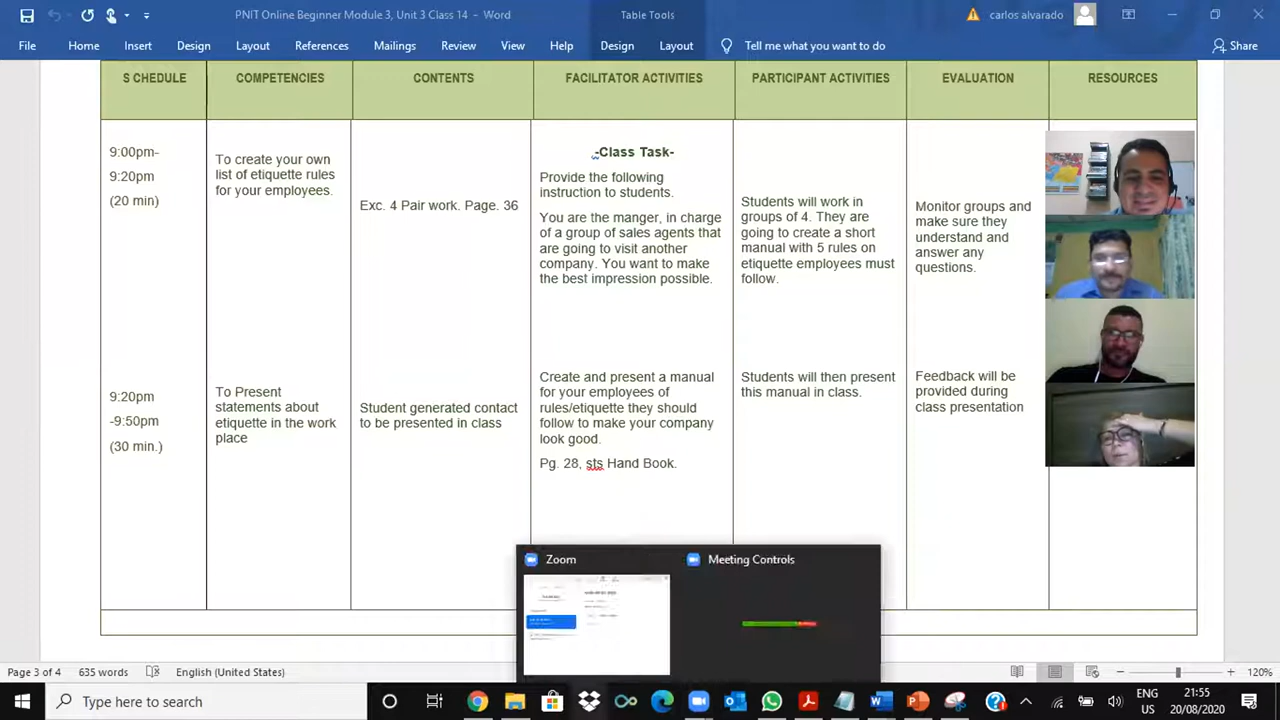 PNIT Online Beginner Module 3, Unit 3 Class 14 - Word
Table Tools
carlos alvarado
File Home Insert Design Layout References Mailings Review View Help Design Layout Tell me what you want to do Share
S CHEDULE COMPETENCIES CONTENTS FACILITATOR ACTIVITIES PARTICIPANT ACTIVITIES EVALUATION RESOURCES
9:00pm-
9:20pm
(20 min)
To create your own
list of etiquette rules
for your employees.
Exc. 4 Pair work. Page. 36
-Class Task-
Provide the following
instruction to students.
You are the manger, in charge
of a group of sales agents that
are going to visit another
company. You want to make
the best impression possible.
Students will work in
groups of 4. They are
going to create a short
manual with 5 rules on
etiquette employees must
follow.
Monitor groups and
make sure they
understand and
answer any
questions.
9:20pm
-9:50pm
(30 min.)
To Present
statements about
etiquette in the work
place
Student generated contact
to be presented in class
Create and present a manual
for your employees of
rules/etiquette they should
follow to make your company
look good.
Pg. 28, sts Hand Book.
Students will then present
this manual in class.
Feedback will be
provided during
class presentation
Zoom
Meeting Controls
Page 3 of 4 635 words English (United States) 120%
Type here to search
ENG
US
21:55
20/08/2020